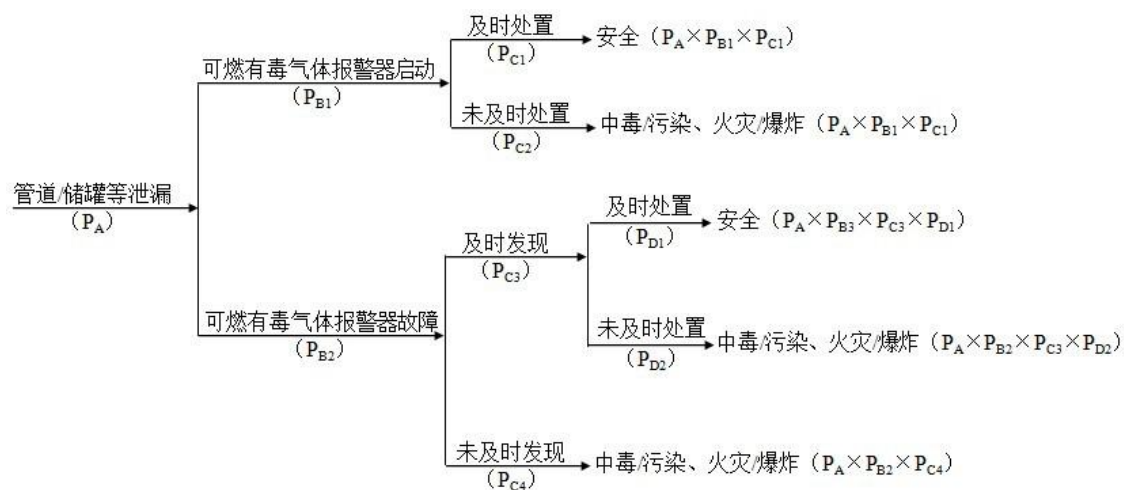 及时处置
(P_C1)
安全（P_A×P_B1×P_C1）
可燃有毒气体报警器启动
(P_B1)
未及时处置
(P_C2)
中毒/污染、火灾/爆炸（P_A×P_B1×P_C1）
管道/储罐等泄漏
(P_A)
及时处置
(P_D1)
安全（P_A×P_B3×P_C3×P_D1）
及时发现
(P_C3)
可燃有毒气体报警器故障
(P_B2)
未及时处置
(P_D2)
中毒/污染、火灾/爆炸（P_A×P_B2×P_C3×P_D2）
未及时发现
(P_C4)
中毒/污染、火灾/爆炸（P_A×P_B2×P_C4）